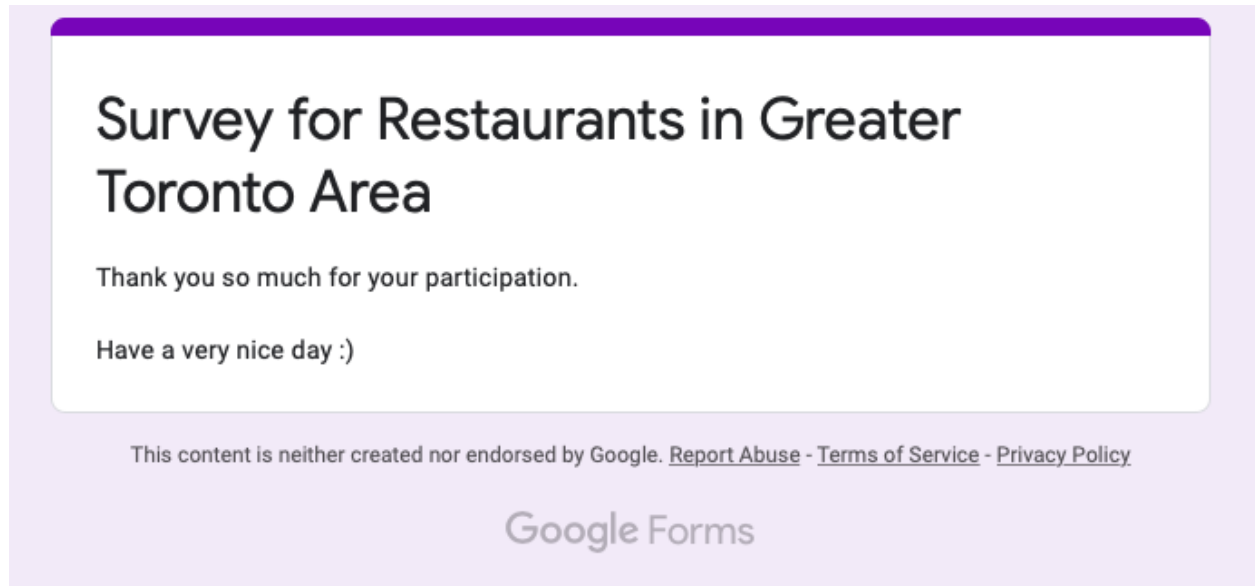 Survey for Restaurants in Greater
Toronto Area
Thank you so much for your participation.
Have a very nice day :)
This content is neither created nor endorsed by Google. Report Abuse - Terms of Service - Privacy Policy
Google Forms